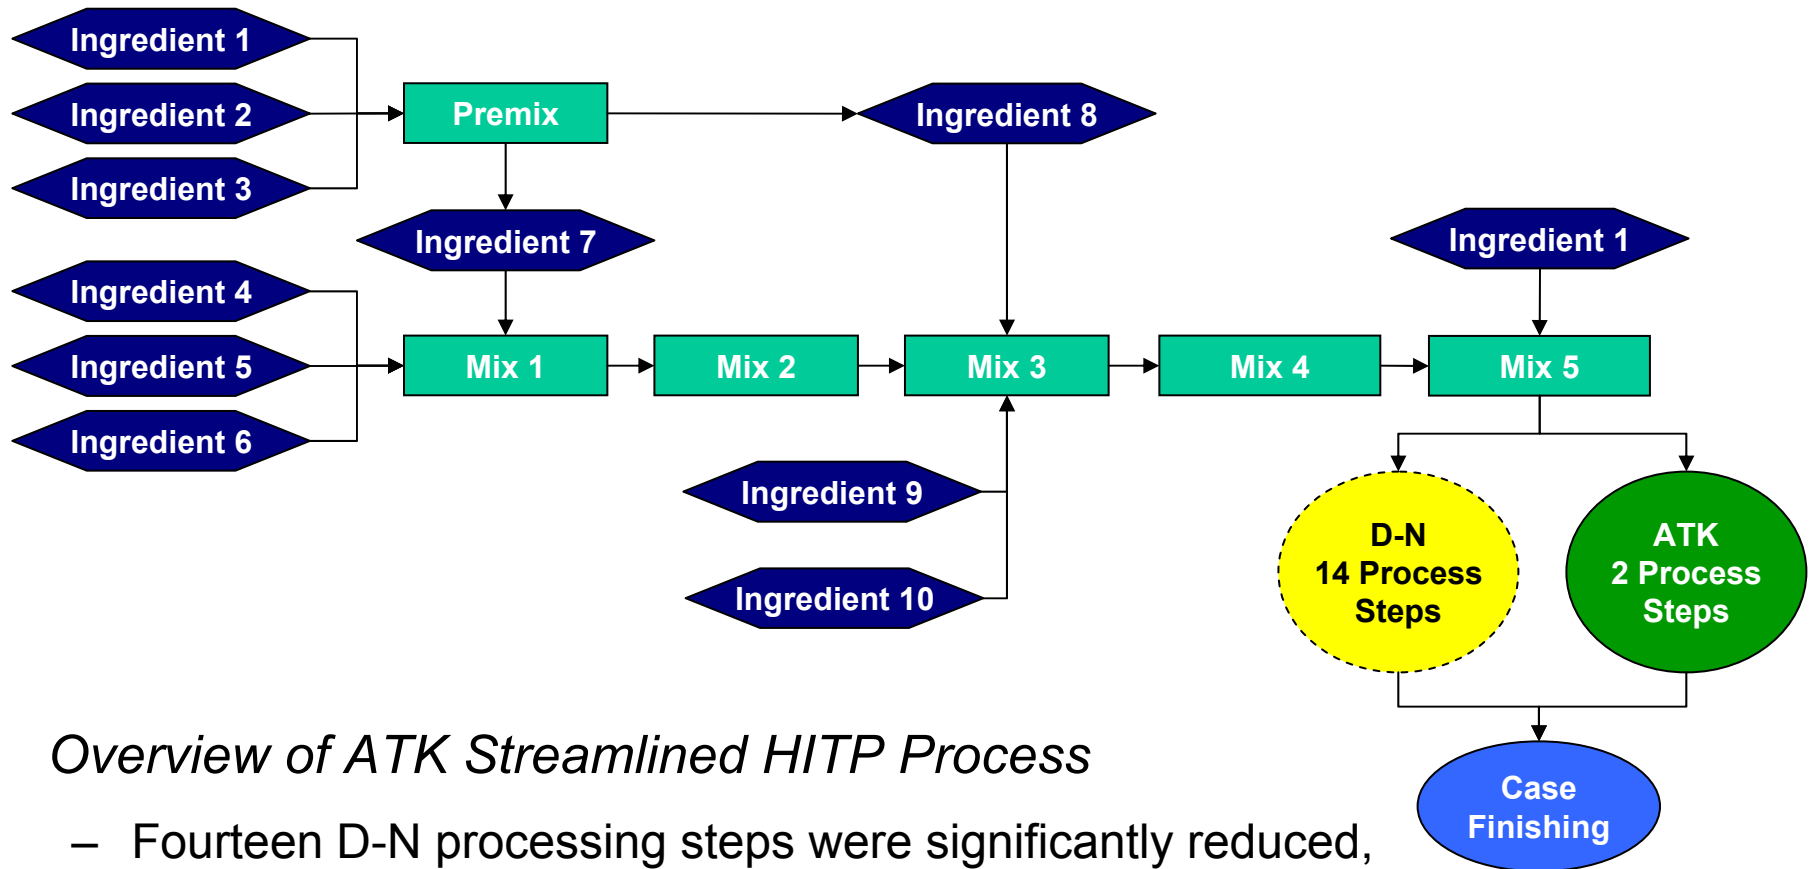 Ingredient 1
Ingredient 2
Premix
Ingredient 8
Ingredient 3
Ingredient 7
Ingredient 1
Ingredient 4
Ingredient 5
Mix 1
Mix 2
Mix 3
Mix 4
Mix 5
Ingredient 6
Ingredient 9
Ingredient 10
D-N
14 Process
Steps
ATK
2 Process
Steps
Overview of ATK Streamlined HITP Process
– Fourteen D-N processing steps were significantly reduced,
Case
Finishing